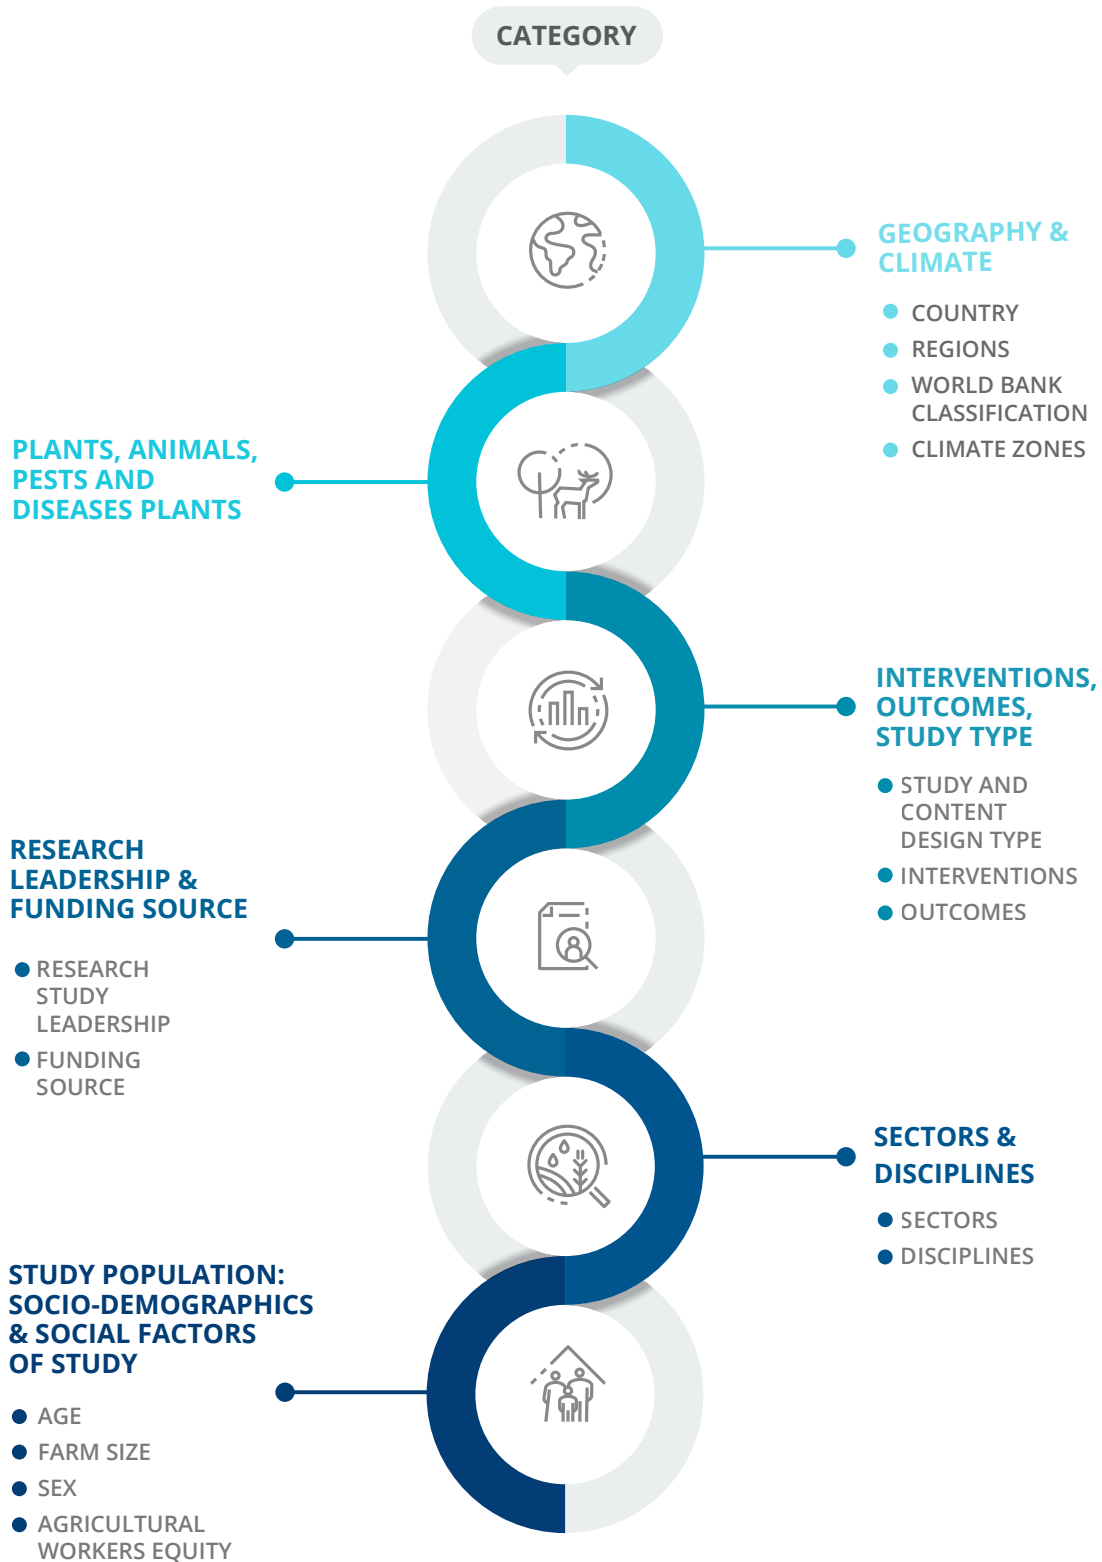 CATEGORY
GEOGRAPHY &
CLIMATE
COUNTRY
REGIONS
WORLD BANK
CLASSIFICATION
CLIMATE ZONES
PLANTS, ANIMALS,
PESTS AND
DISEASES PLANTS
INTERVENTIONS,
OUTCOMES,
STUDY TYPE
STUDY AND
CONTENT
DESIGN TYPE
INTERVENTIONS
OUTCOMES
RESEARCH
LEADERSHIP &
FUNDING SOURCE
RESEARCH
STUDY
LEADERSHIP
FUNDING
SOURCE
SECTORS &
DISCIPLINES
SECTORS
DISCIPLINES
STUDY POPULATION:
SOCIO-DEMOGRAPHICS
& SOCIAL FACTORS
OF STUDY
AGE
FARM SIZE
SEX
AGRICULTURAL
WORKERS EQUITY